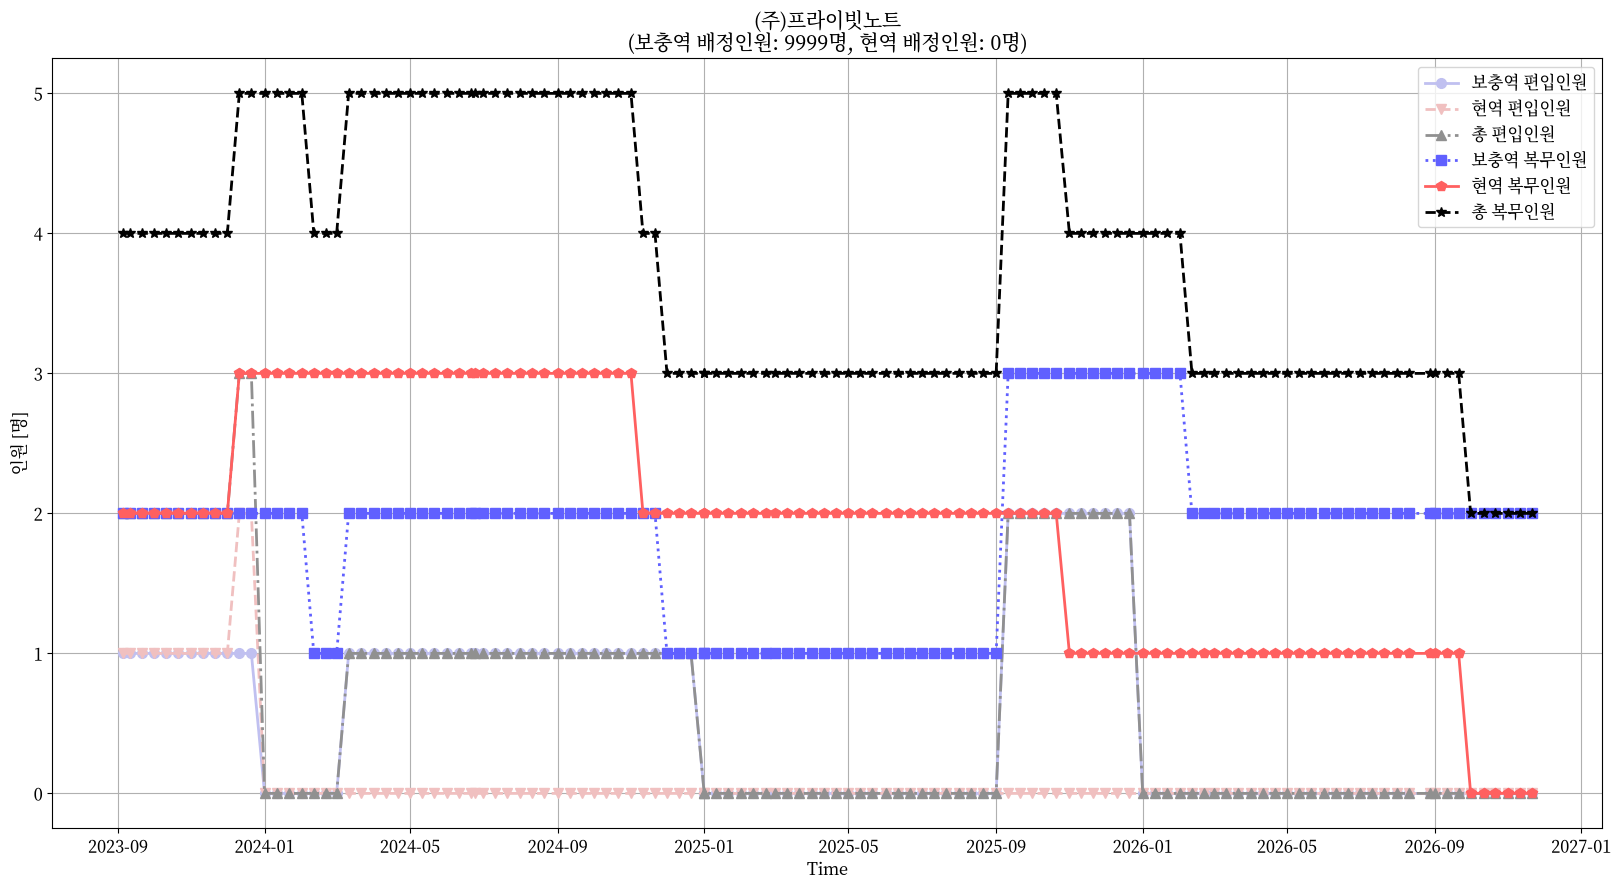 (주)프라이빗노트
(보충역 배정인원: 9999명, 현역 배정인원: 0명)
보충역 편입인원
현역 편입인원
총 편입인원
보충역 복무인원
현역 복무인원
총 복무인원
인원 [명]
5
4
3
2
1
0
2023-09
2024-01
2024-05
2024-09
2025-01
2025-05
2025-09
2026-01
2026-05
2026-09
2027-01
Time